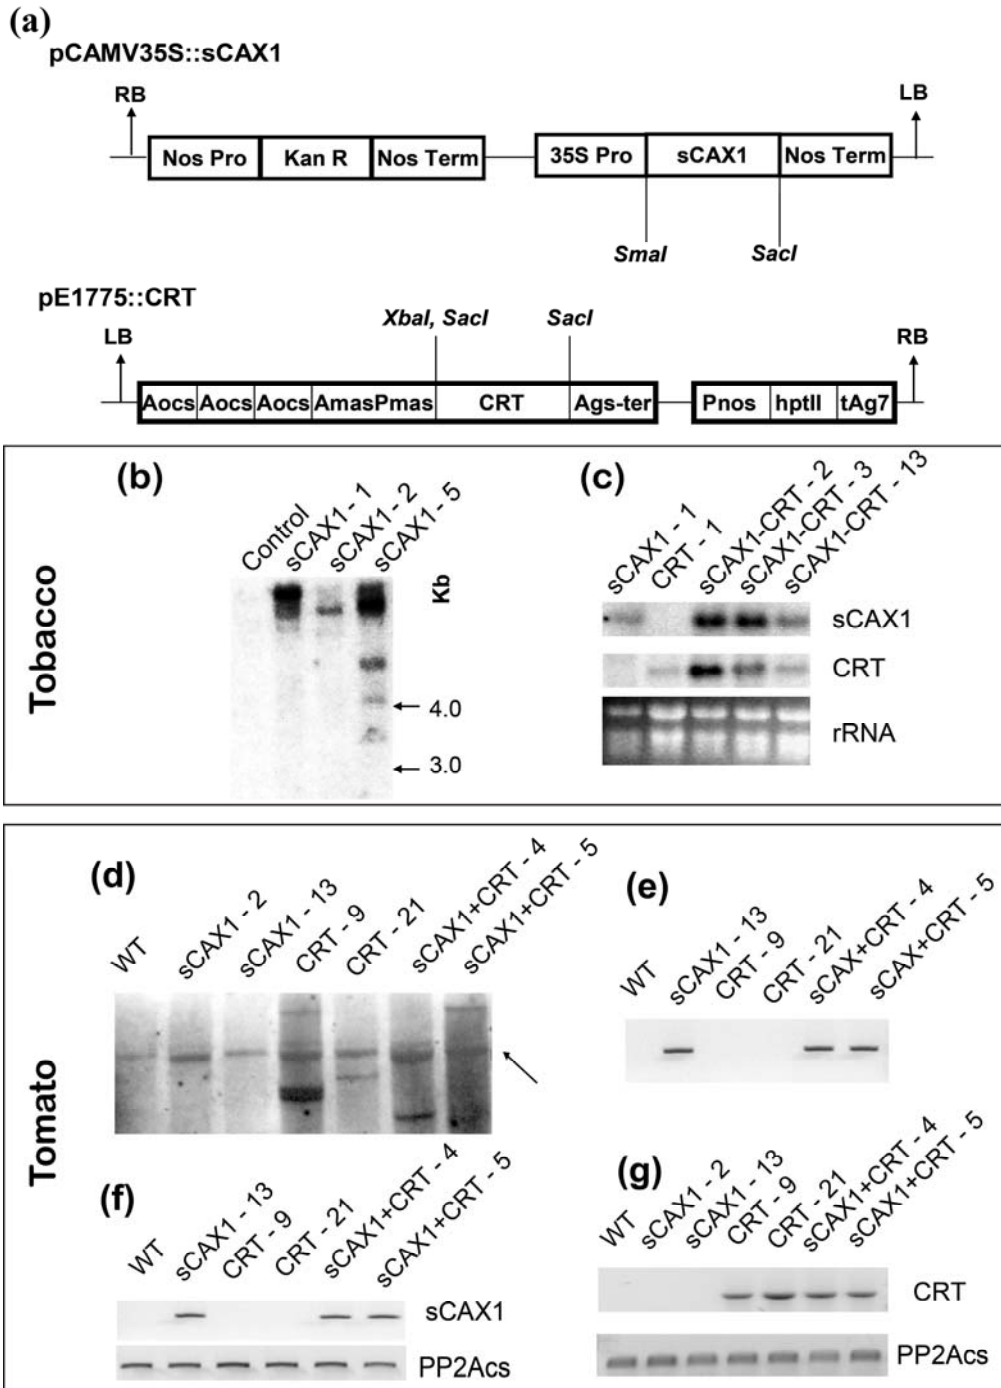 (a)
pCAMV35S::sCAX1
RB
LB
Nos Pro Kan R Nos Term 35S Pro sCAX1 Nos Term
SmaI SacI
pE1775::CRT
XbaI, SacI SacI
LB
RB
Aocs Aocs Aocs AmasPmas CRT Ags-ter Pnos hptII tAg7
Tobacco
(b)
Control
sCAX1 - 1
sCAX1 - 2
sCAX1 - 5
Kb
4.0
3.0
(c)
sCAX1 - 1
CRT - 1
sCAX1-CRT - 2
sCAX1-CRT - 3
sCAX1-CRT - 13
sCAX1
CRT
rRNA
Tomato
(d)
WT
sCAX1 - 2
sCAX1 - 13
CRT - 9
CRT - 21
sCAX1+CRT - 4
sCAX1+CRT - 5
(e)
WT
sCAX1 - 13
CRT - 9
CRT - 21
sCAX+CRT - 4
sCAX+CRT - 5
(f)
WT
sCAX1 - 13
CRT - 9
CRT - 21
sCAX1+CRT - 4
sCAX1+CRT - 5
sCAX1
PP2Acs
(g)
WT
sCAX1 - 2
sCAX1 - 13
CRT - 9
CRT - 21
sCAX1+CRT - 4
sCAX1+CRT - 5
CRT
PP2Acs